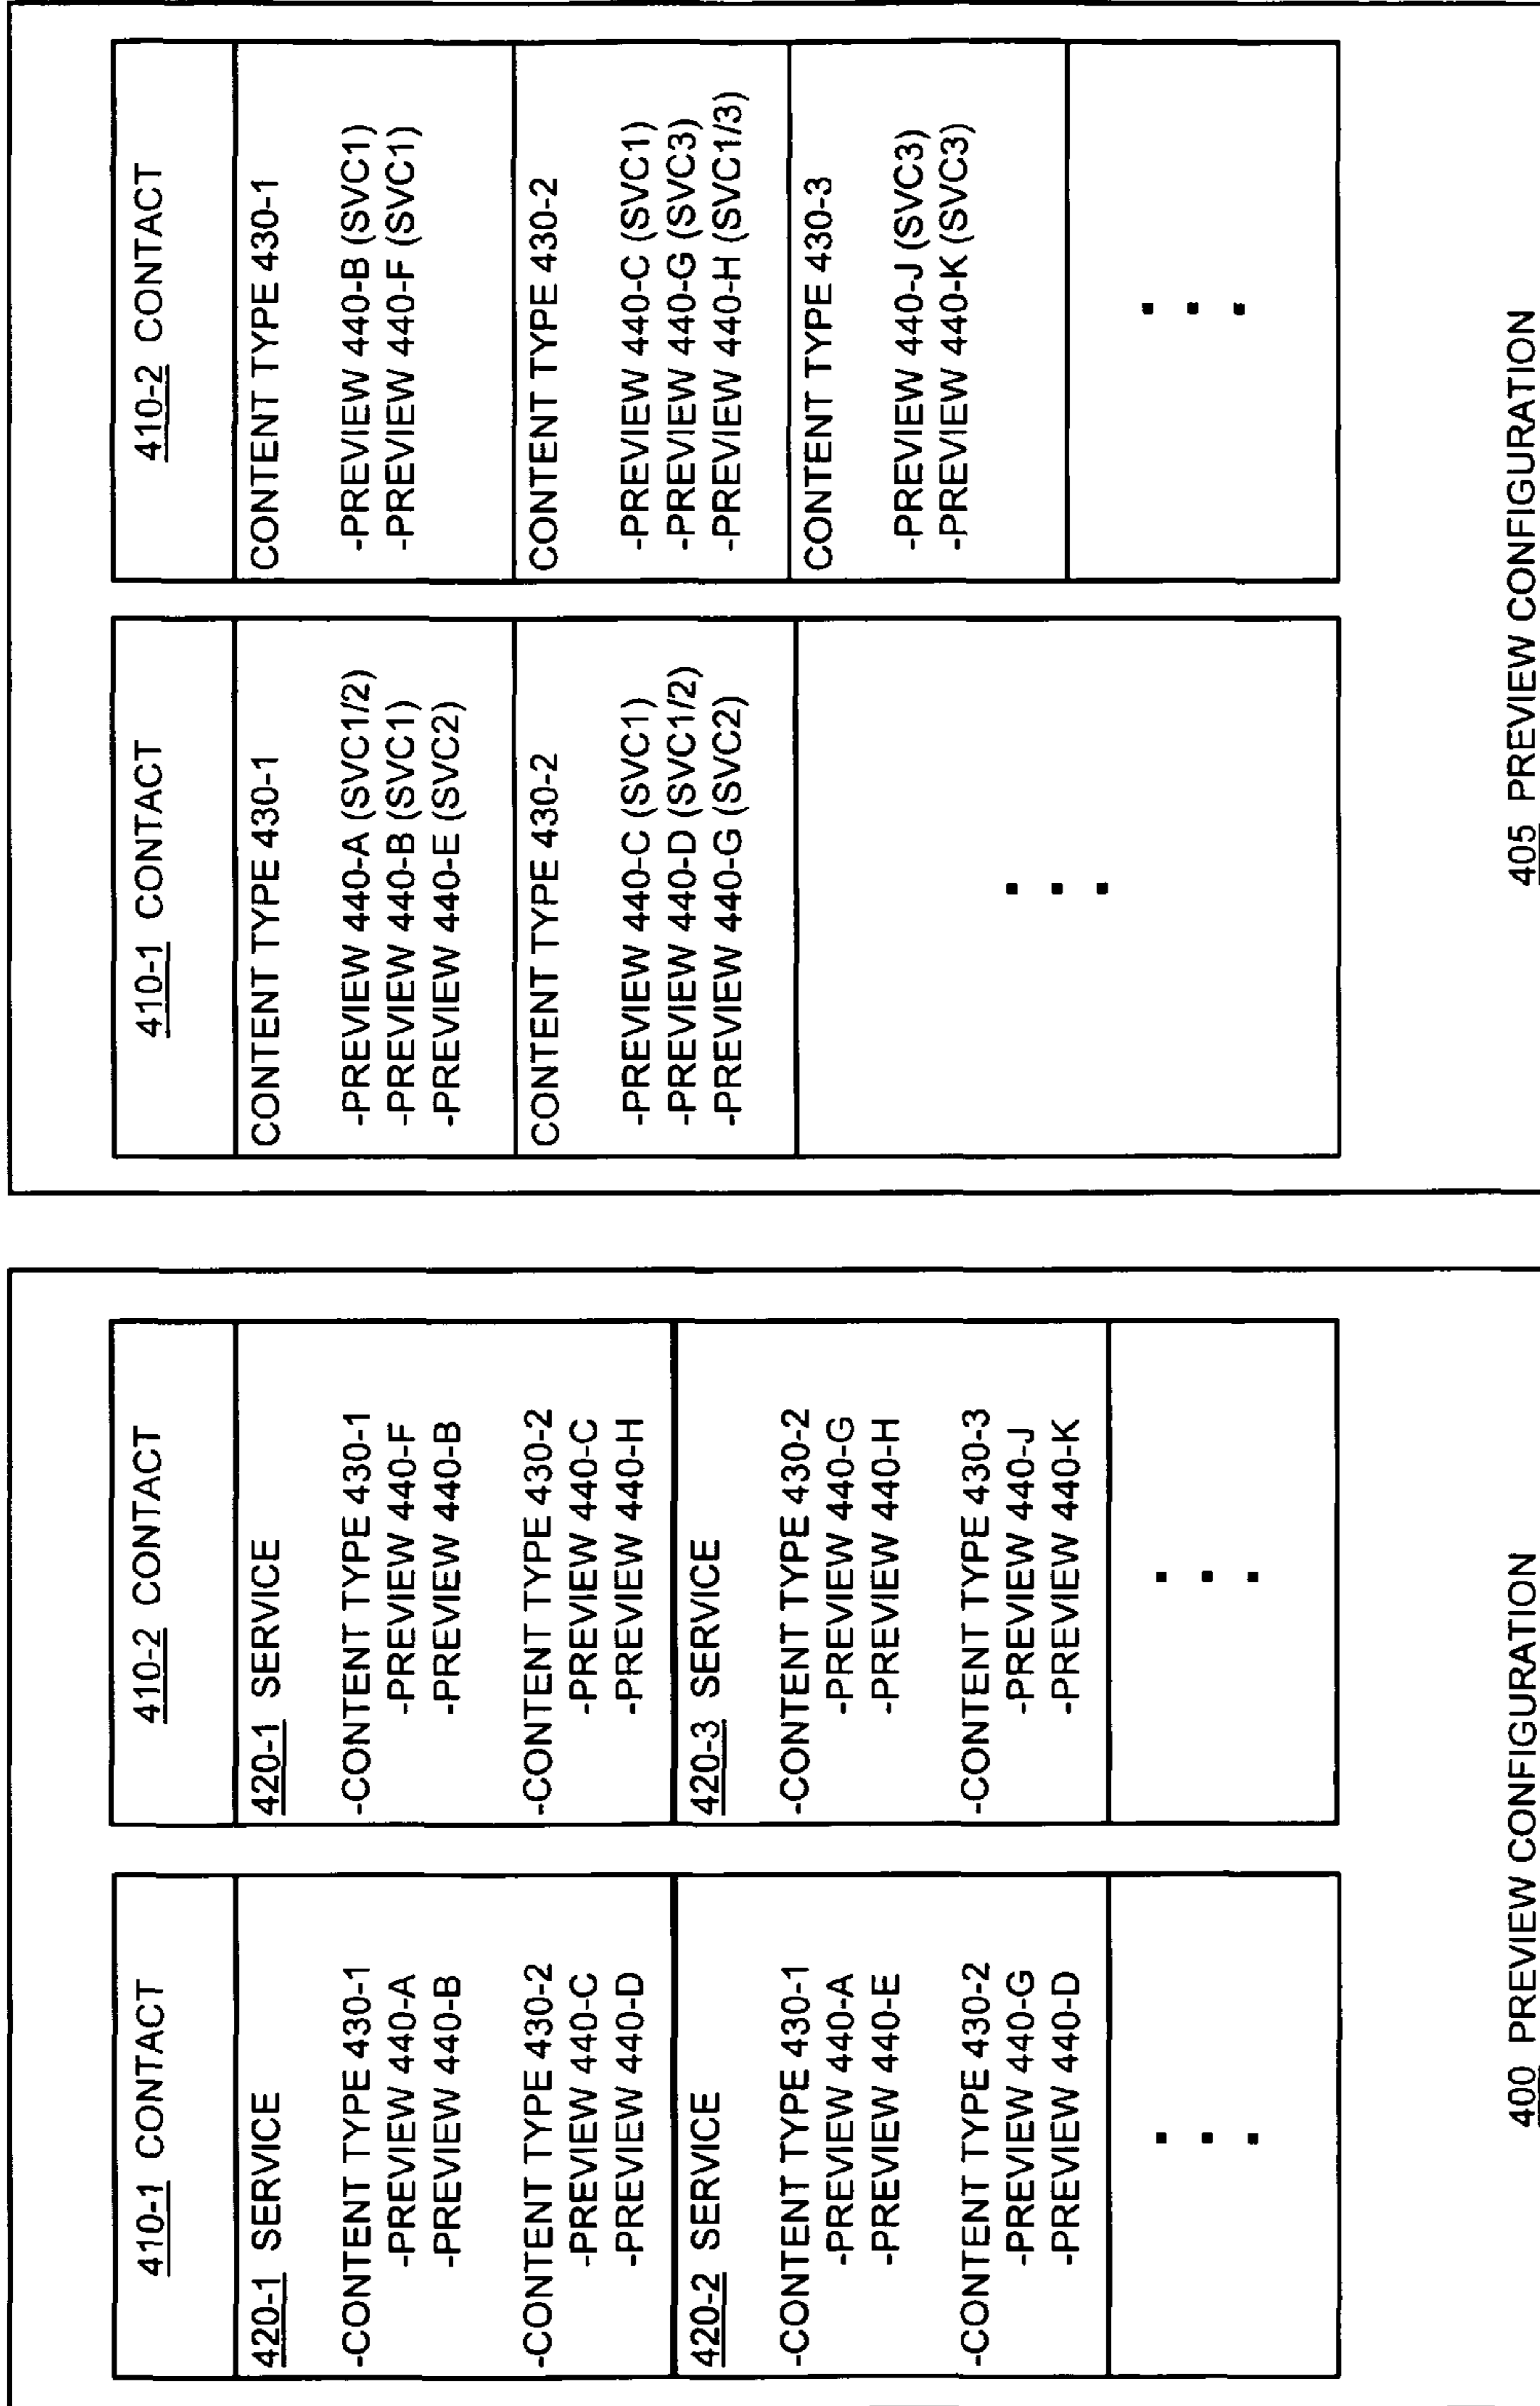 410-1 CONTACT
420-1 SERVICE
-CONTENT TYPE 430-1
-PREVIEW 440-A
-PREVIEW 440-B
-CONTENT TYPE 430-2
-PREVIEW 440-C
-PREVIEW 440-D
420-2 SERVICE
-CONTENT TYPE 430-1
-PREVIEW 440-A
-PREVIEW 440-E
-CONTENT TYPE 430-2
-PREVIEW 440-G
-PREVIEW 440-D
. . .
410-2 CONTACT
420-1 SERVICE
-CONTENT TYPE 430-1
-PREVIEW 440-F
-PREVIEW 440-B
-CONTENT TYPE 430-2
-PREVIEW 440-C
-PREVIEW 440-H
420-3 SERVICE
-CONTENT TYPE 430-2
-PREVIEW 440-G
-PREVIEW 440-H
-CONTENT TYPE 430-3
-PREVIEW 440-J
-PREVIEW 440-K
. . .
400 PREVIEW CONFIGURATION
410-1 CONTACT
CONTENT TYPE 430-1
-PREVIEW 440-A (SVC1/2)
-PREVIEW 440-B (SVC1)
-PREVIEW 440-E (SVC2)
CONTENT TYPE 430-2
-PREVIEW 440-C (SVC1)
-PREVIEW 440-D (SVC1/2)
-PREVIEW 440-G (SVC2)
. . .
410-2 CONTACT
CONTENT TYPE 430-1
-PREVIEW 440-B (SVC1)
-PREVIEW 440-F (SVC1)
CONTENT TYPE 430-2
-PREVIEW 440-C (SVC1)
-PREVIEW 440-G (SVC3)
-PREVIEW 440-H (SVC1/3)
CONTENT TYPE 430-3
-PREVIEW 440-J (SVC3)
-PREVIEW 440-K (SVC3)
. . .
405 PREVIEW CONFIGURATION